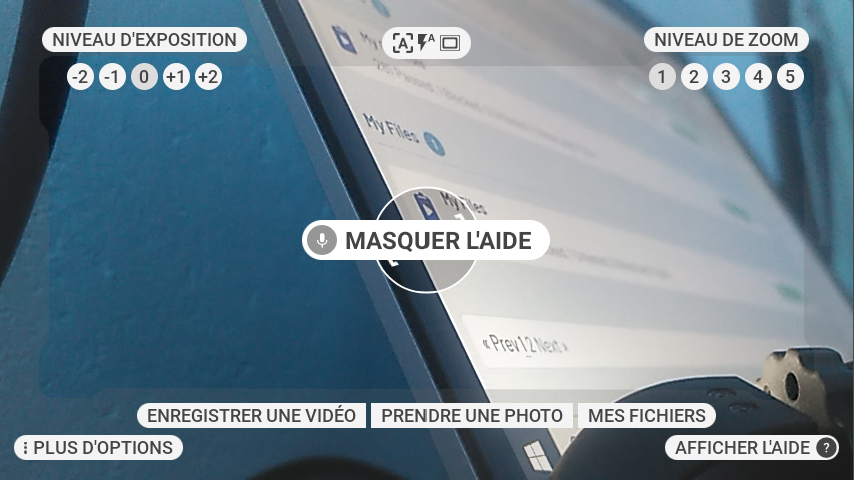 NIVEAU D'EXPOSITION
-2 -1 0 +1 +2
A A
NIVEAU DE ZOOM
1 2 3 4 5
My Files 1
My Files
MASQUER L'AIDE
« Prev 1 2 Next »
ENREGISTRER UNE VIDÉO
PRENDRE UNE PHOTO
MES FICHIERS
PLUS D'OPTIONS
AFFICHER L'AIDE ?